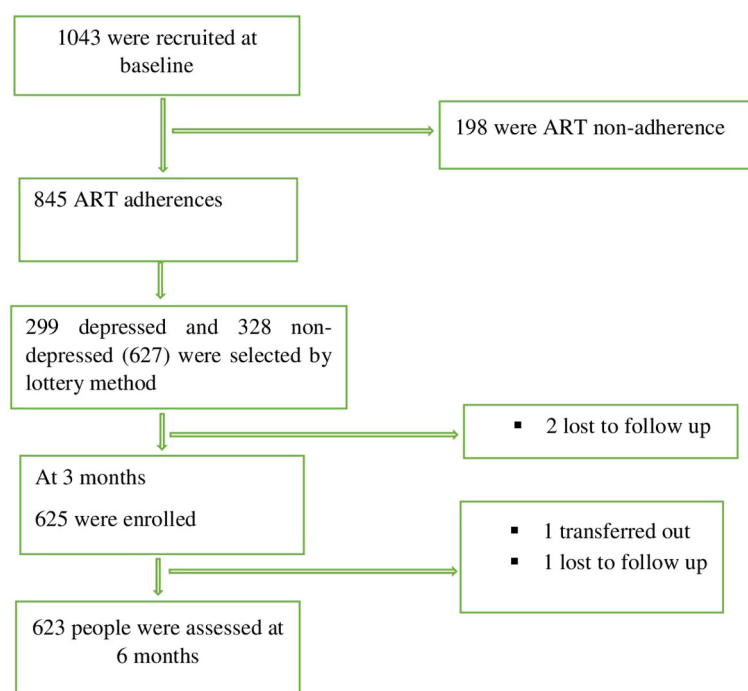 1043 were recruited at
baseline
198 were ART non-adherence
845 ART adherences
299 depressed and 328 non-
depressed (627) were selected by
lottery method
▪ 2 lost to follow up
At 3 months
625 were enrolled
▪ 1 transferred out
▪ 1 lost to follow up
623 people were assessed at
6 months